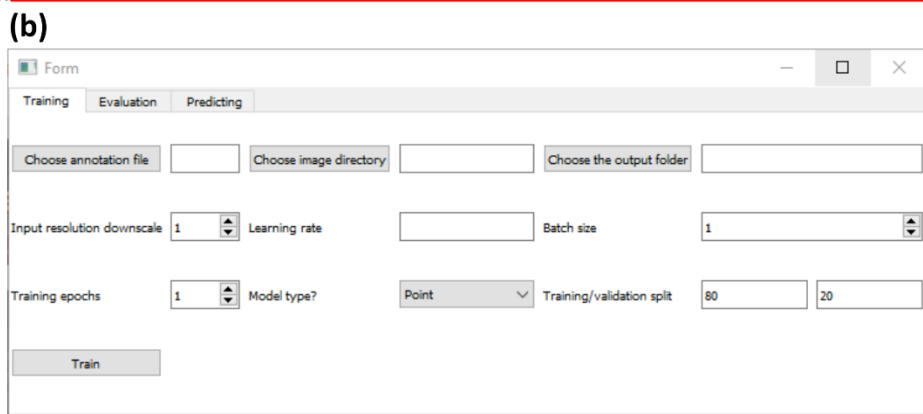 (b)
Form
Training Evaluation Predicting
Choose annotation file Choose image directory Choose the output folder
Input resolution downscale 1 Learning rate Batch size 1
Training epochs 1 Model type? Point Training/validation split 80 20
Train